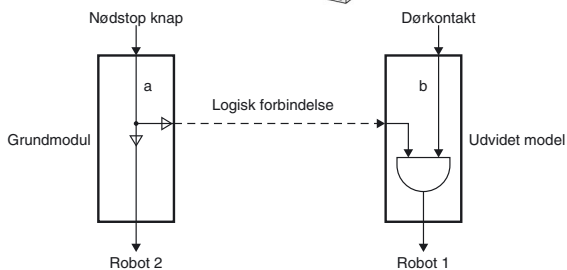 Nødstop knap
Dørkontakt
a
b
Logisk forbindelse
Grundmodul
Udvidet model
Robot 2
Robot 1